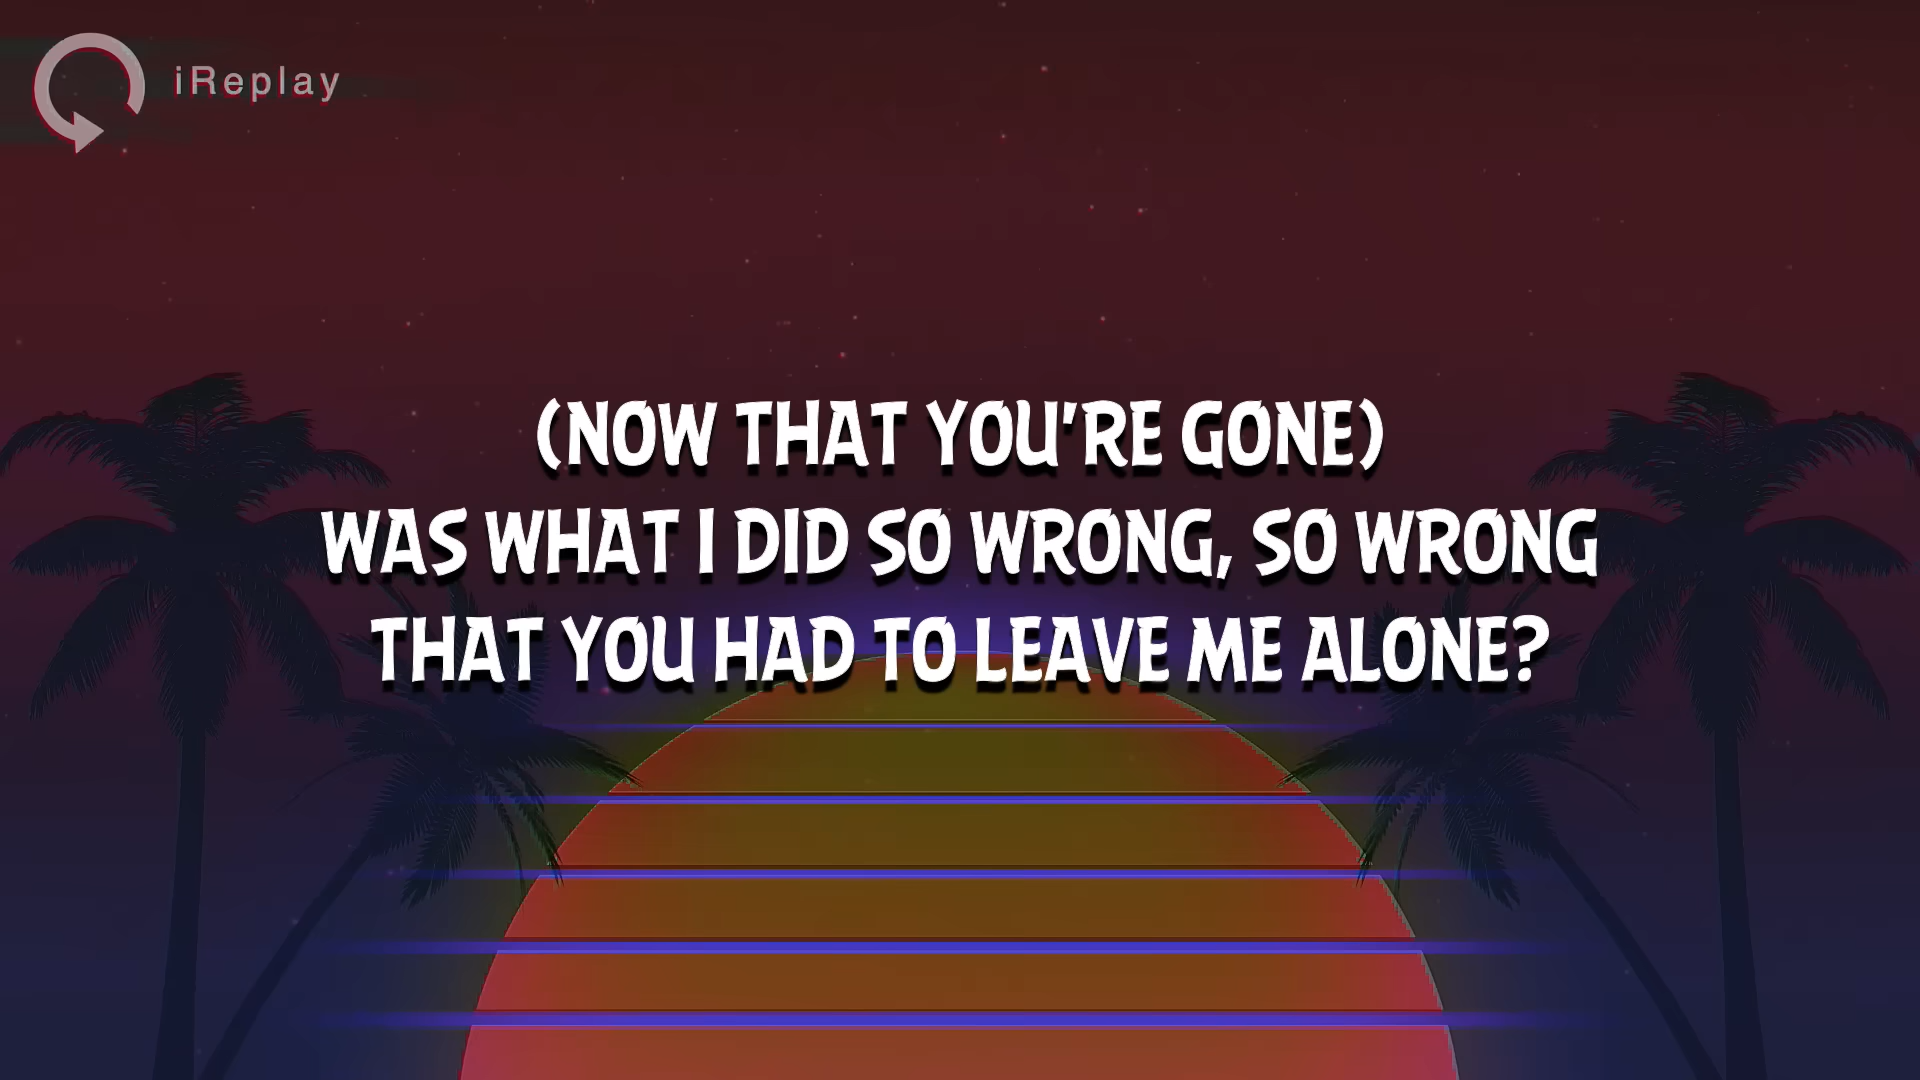 iReplay
(NOW THAT YOU'RE GONE)
WAS WHAT I DID SO WRONG, SO WRONG
THAT YOU HAD TO LEAVE ME ALONE?